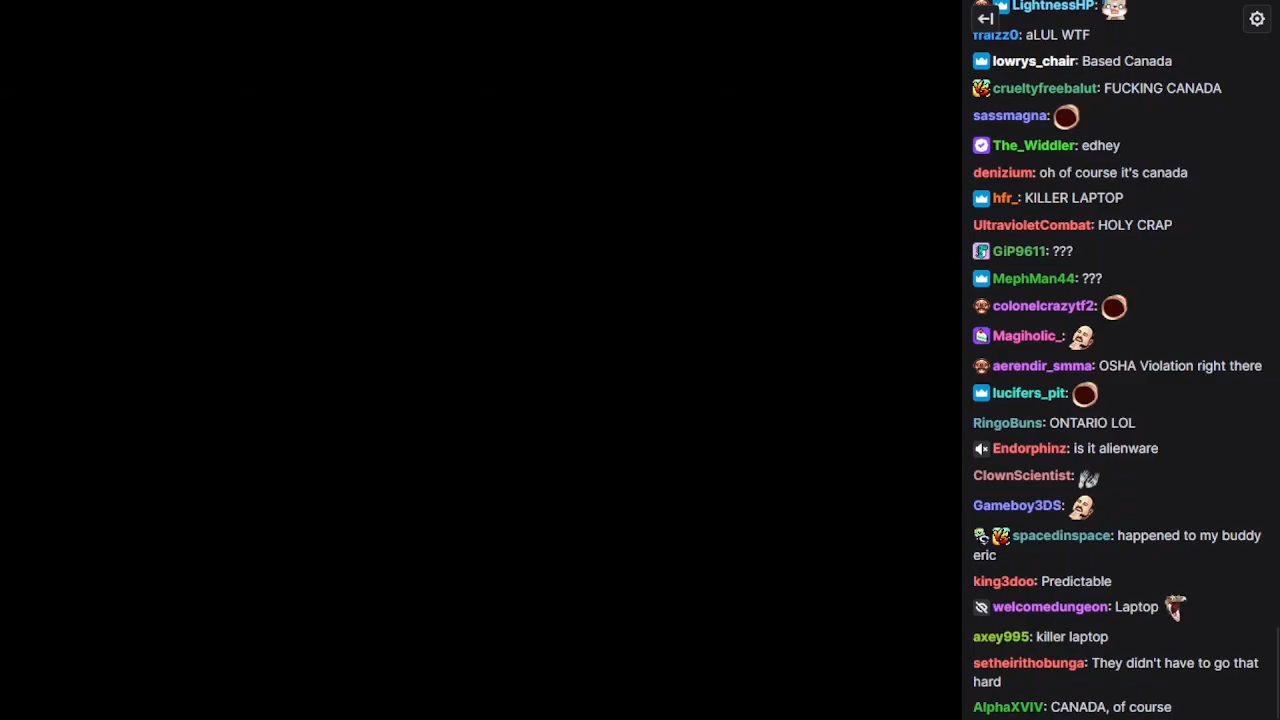 LightnessHP:
fraizz0: aLUL WTF
lowrys_chair: Based Canada
crueltyfreebalut: FUCKING CANADA
sassmagna:
The_Widdler: edhey
denizium: oh of course it's canada
hfr_: KILLER LAPTOP
UltravioletCombat: HOLY CRAP
GiP9611: ???
MephMan44: ???
colonelcrazytf2:
Magiholic_:
aerendir_smma: OSHA Violation right there
lucifers_pit:
RingoBuns: ONTARIO LOL
Endorphinz: is it alienware
ClownScientist:
Gameboy3DS:
spacedinspace: happened to my buddy
eric
king3doo: Predictable
welcomedungeon: Laptop
axey995: killer laptop
setheirithobunga: They didn't have to go that
hard
AlphaXVIV: CANADA, of course